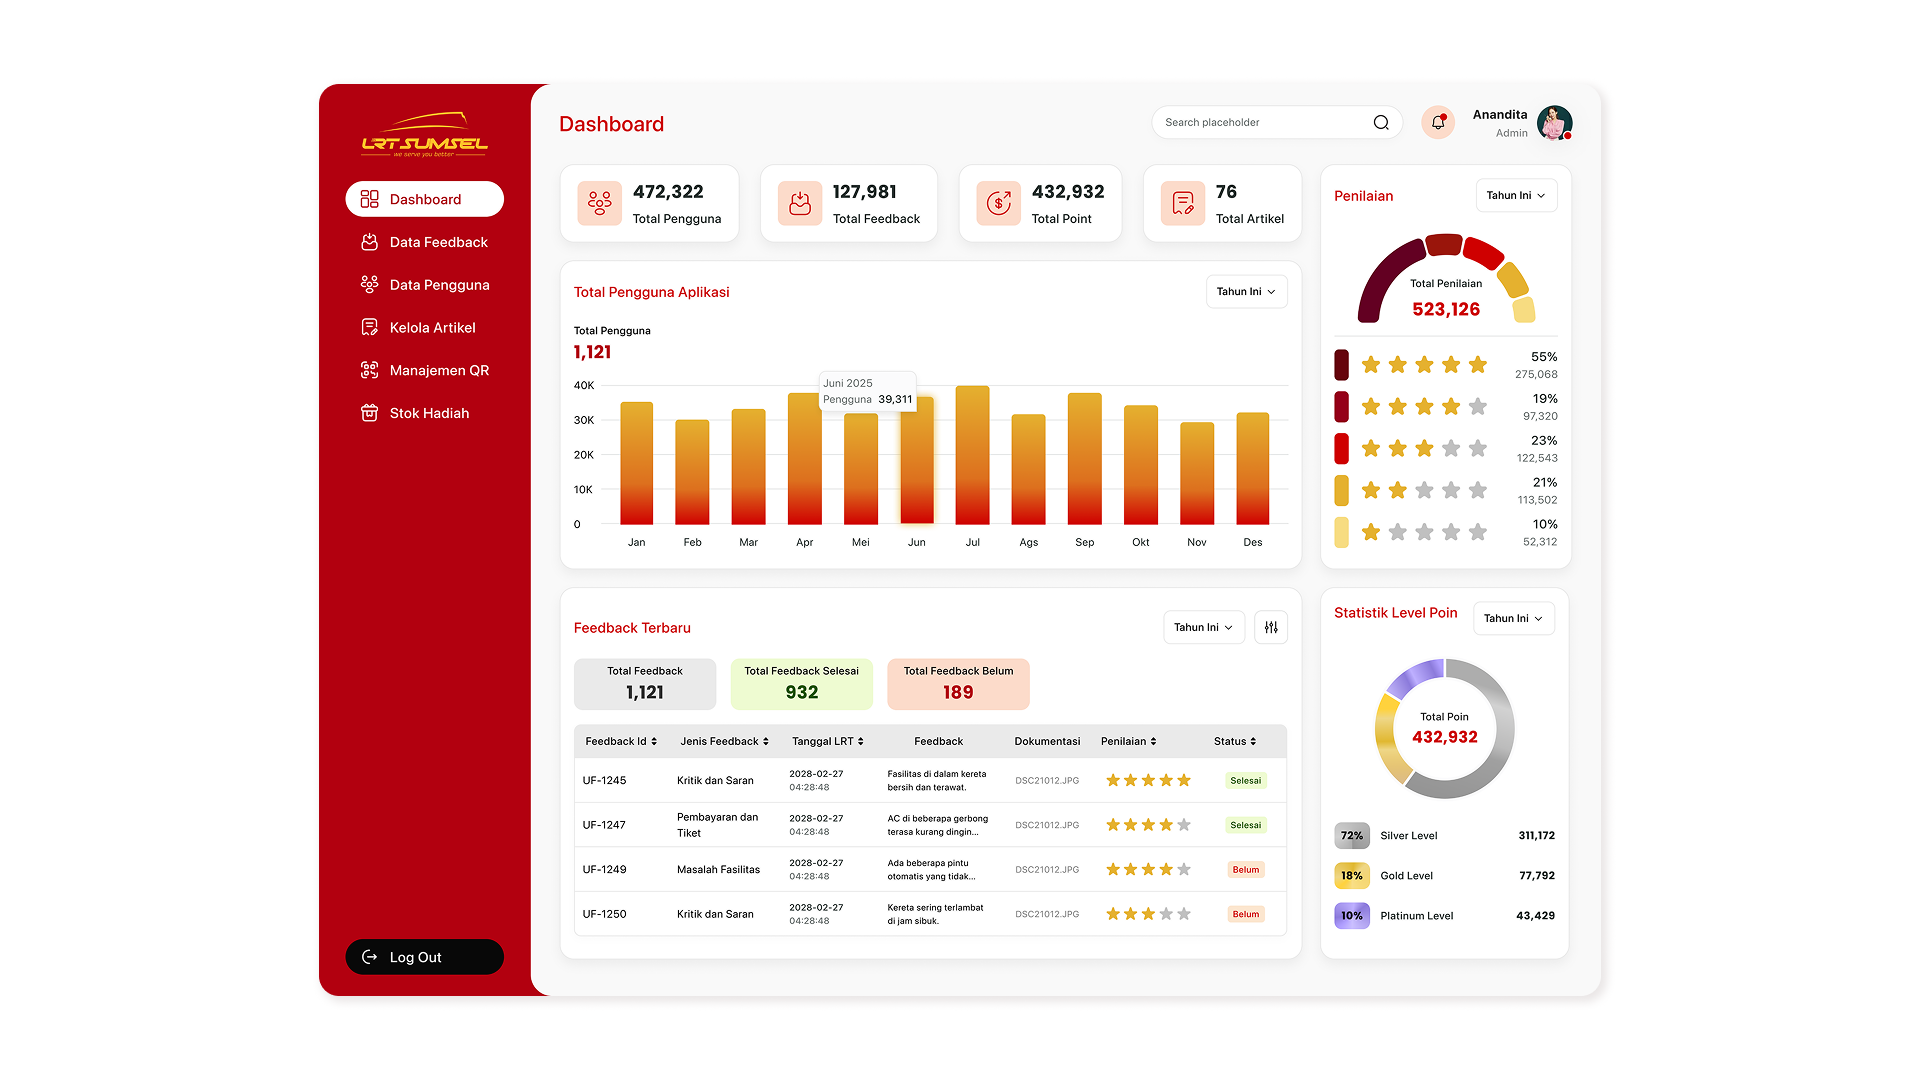 LRT SUMSEL
we serve you better
Dashboard
Data Feedback
Data Pengguna
Kelola Artikel
Manajemen QR
Stok Hadiah
Log Out
Dashboard
Search placeholder
Anandita
Admin
472,322
Total Pengguna
127,981
Total Feedback
432,932
Total Point
76
Total Artikel
Total Pengguna Aplikasi
Tahun Ini
Total Pengguna
1,121
40K
30K
20K
10K
0
Juni 2025
Pengguna 39,311
Jan Feb Mar Apr Mei Jun Jul Ags Sep Okt Nov Des
Penilaian
Tahun Ini
Total Penilaian
523,126
55%
275,068
19%
97,320
23%
122,543
21%
113,502
10%
52,312
Feedback Terbaru
Tahun Ini
Total Feedback
1,121
Total Feedback Selesai
932
Total Feedback Belum
189
Feedback Id Jenis Feedback Tanggal LRT Feedback Dokumentasi Penilaian Status
UF-1245
Kritik dan Saran
2028-02-27
04:28:48
Fasilitas di dalam kereta
bersih dan terawat.
DSC21012.JPG
Selesai
UF-1247
Pembayaran dan
Tiket
2028-02-27
04:28:48
AC di beberapa gerbong
terasa kurang dingin...
DSC21012.JPG
Selesai
UF-1249
Masalah Fasilitas
2028-02-27
04:28:48
Ada beberapa pintu
otomatis yang tidak...
DSC21012.JPG
Belum
UF-1250
Kritik dan Saran
2028-02-27
04:28:48
Kereta sering terlambat
di jam sibuk.
DSC21012.JPG
Belum
Statistik Level Poin
Tahun Ini
Total Poin
432,932
72% Silver Level 311,172
18% Gold Level 77,792
10% Platinum Level 43,429